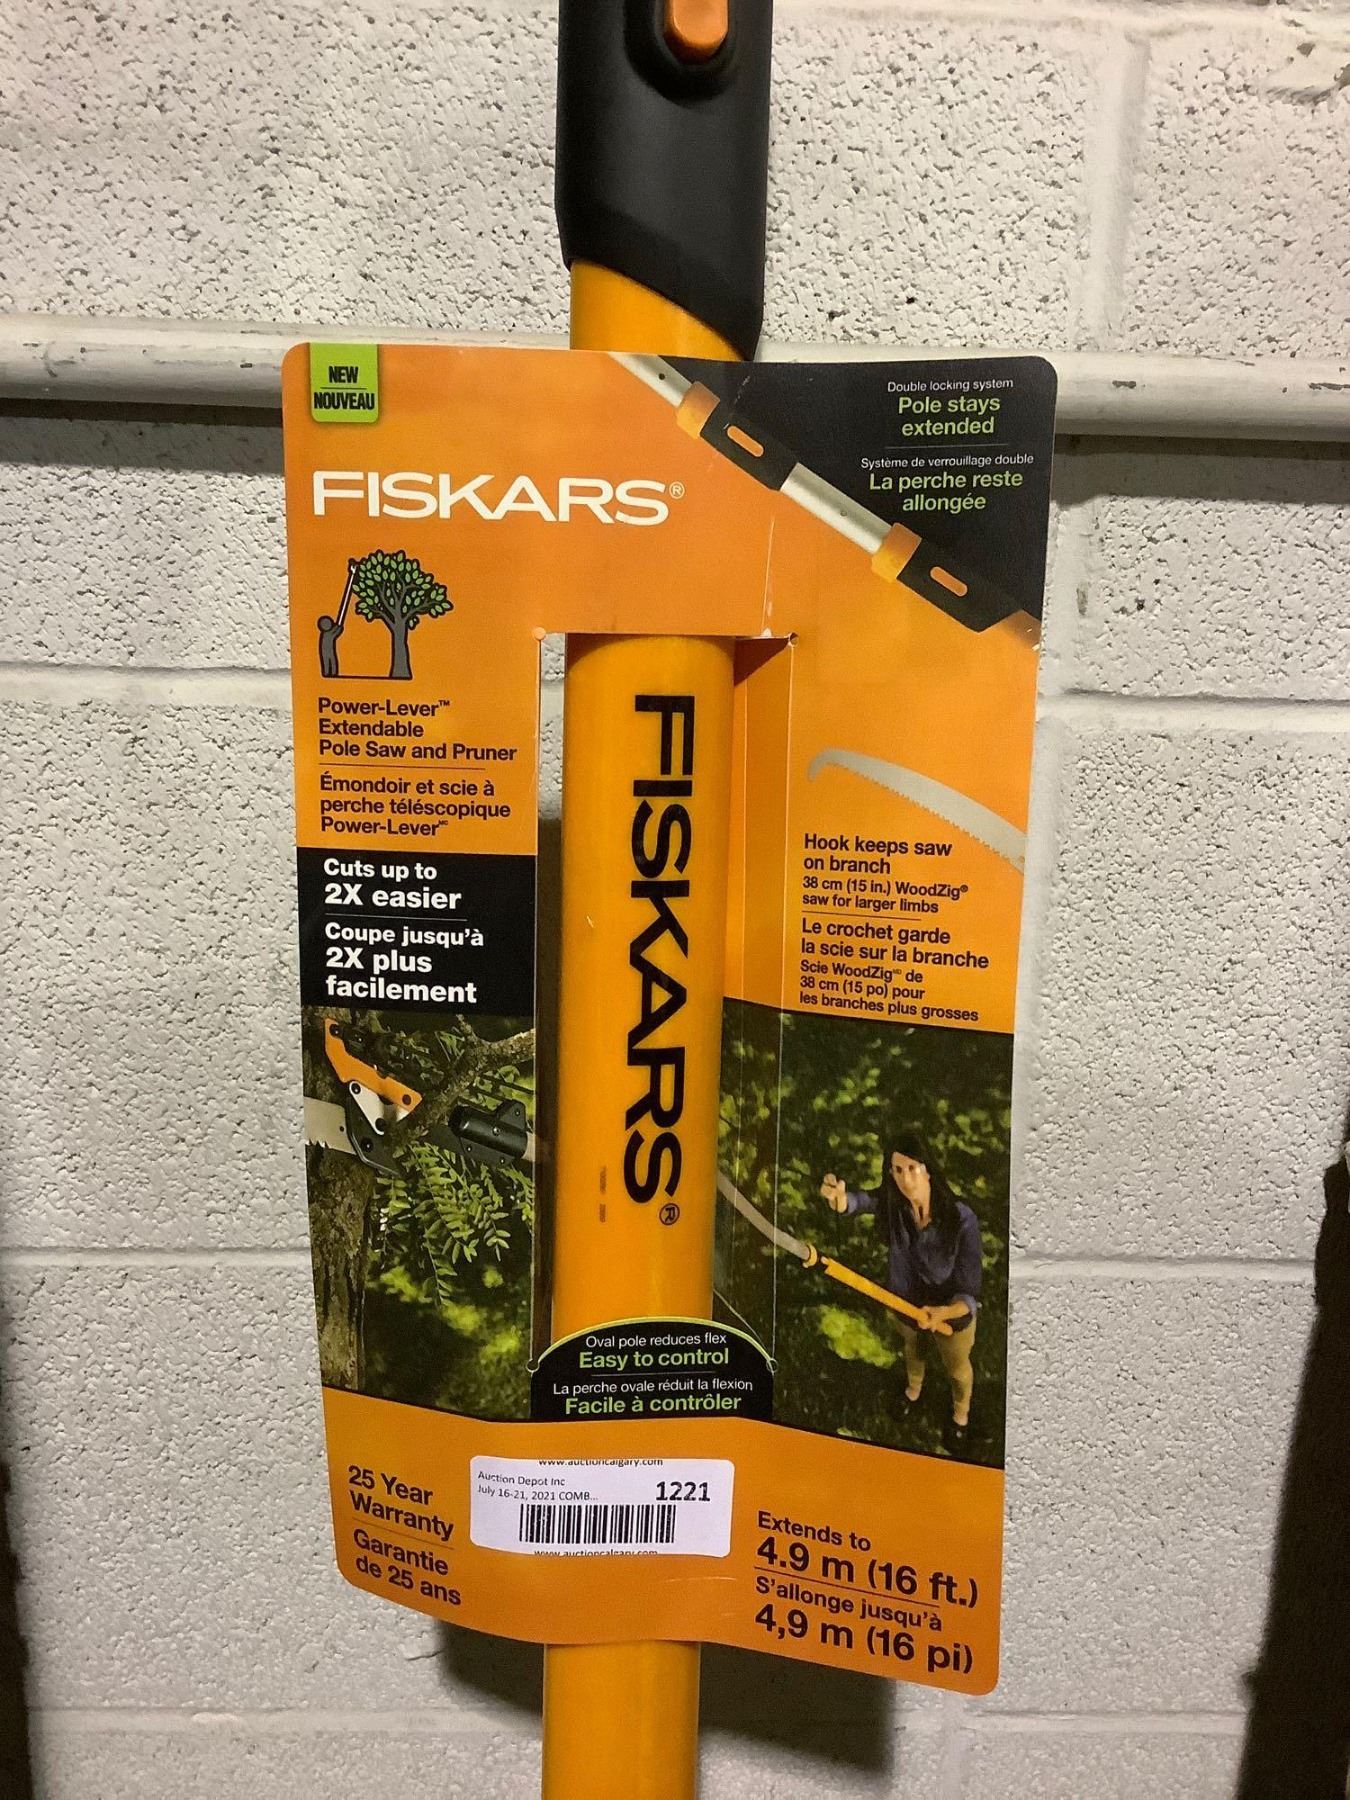 NEW
NOUVEAU
FISKARS®
Power-Lever™
Extendable
Pole Saw and Pruner
Émondoir et scie à
perche téléscopique
Power-Lever MC
Cuts up to
2X easier
Coupe jusqu'à
2X plus
facilement
Double locking system
Pole stays
extended
Système de verrouillage double
La perche reste
allongée
FISKARS®
Hook keeps saw
on branch
38 cm (15 in.) WoodZig®
saw for larger limbs
Le crochet garde
la scie sur la branche
Scie WoodZig de
38 cm (15 po) pour
les branches plus grosses
Oval pole reduces flex
Easy to control
La perche ovale réduit la flexion
Facile à contrôler
25 Year
Warranty
Garantie
de 25 ans
www.auctioncalgary.com
Auction Depot Inc
July 16-21, 2021 COMB...
1221
www.auctioncalgary.com
Extends to
4.9 m (16 ft.)
S'allonge jusqu'à
4,9 m (16 pi)